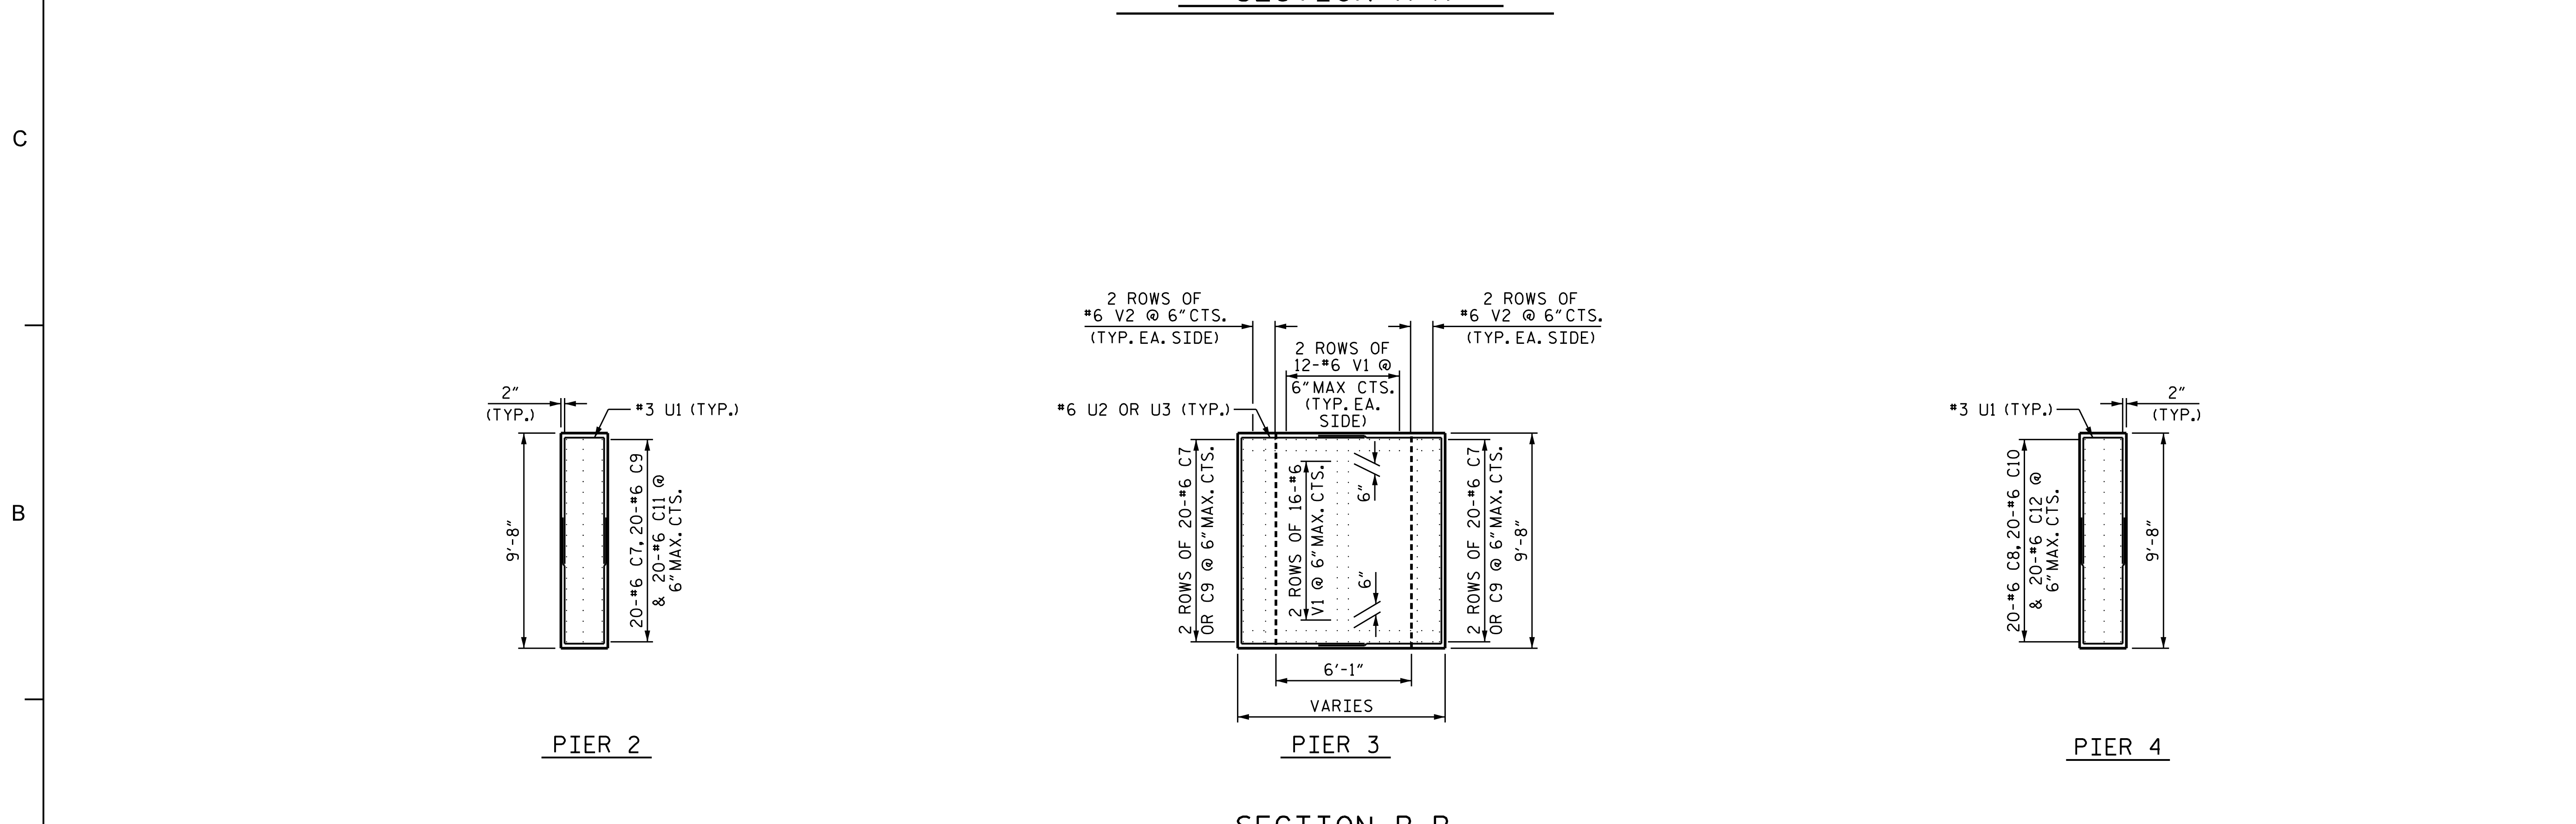 C
B
2 ROWS OF
#6 V2 @ 6" CTS.
(TYP. EA. SIDE)
2 ROWS OF
#6 V2 @ 6" CTS.
(TYP. EA. SIDE)
2 ROWS OF
12-#6 V1 @
6" MAX CTS.
(TYP. EA.
SIDE)
2"
(TYP.)
#3 U1 (TYP.)
9'-8"
20-#6 C7, 20-#6 C9
& 20-#6 C11 @
6" MAX. CTS.
PIER 2
#6 U2 OR U3 (TYP.)
2 ROWS OF 20-#6 C7
OR C9 @ 6" MAX. CTS.
2 ROWS OF 16-#6
V1 @ 6" MAX. CTS.
6"
6"
2 ROWS OF 20-#6 C7
OR C9 @ 6" MAX. CTS.
9'-8"
6'-1"
VARIES
PIER 3
#3 U1 (TYP.)
2"
(TYP.)
20-#6 C8, 20-#6 C10
& 20-#6 C12 @
6" MAX. CTS.
9'-8"
PIER 4
SECTION B-B